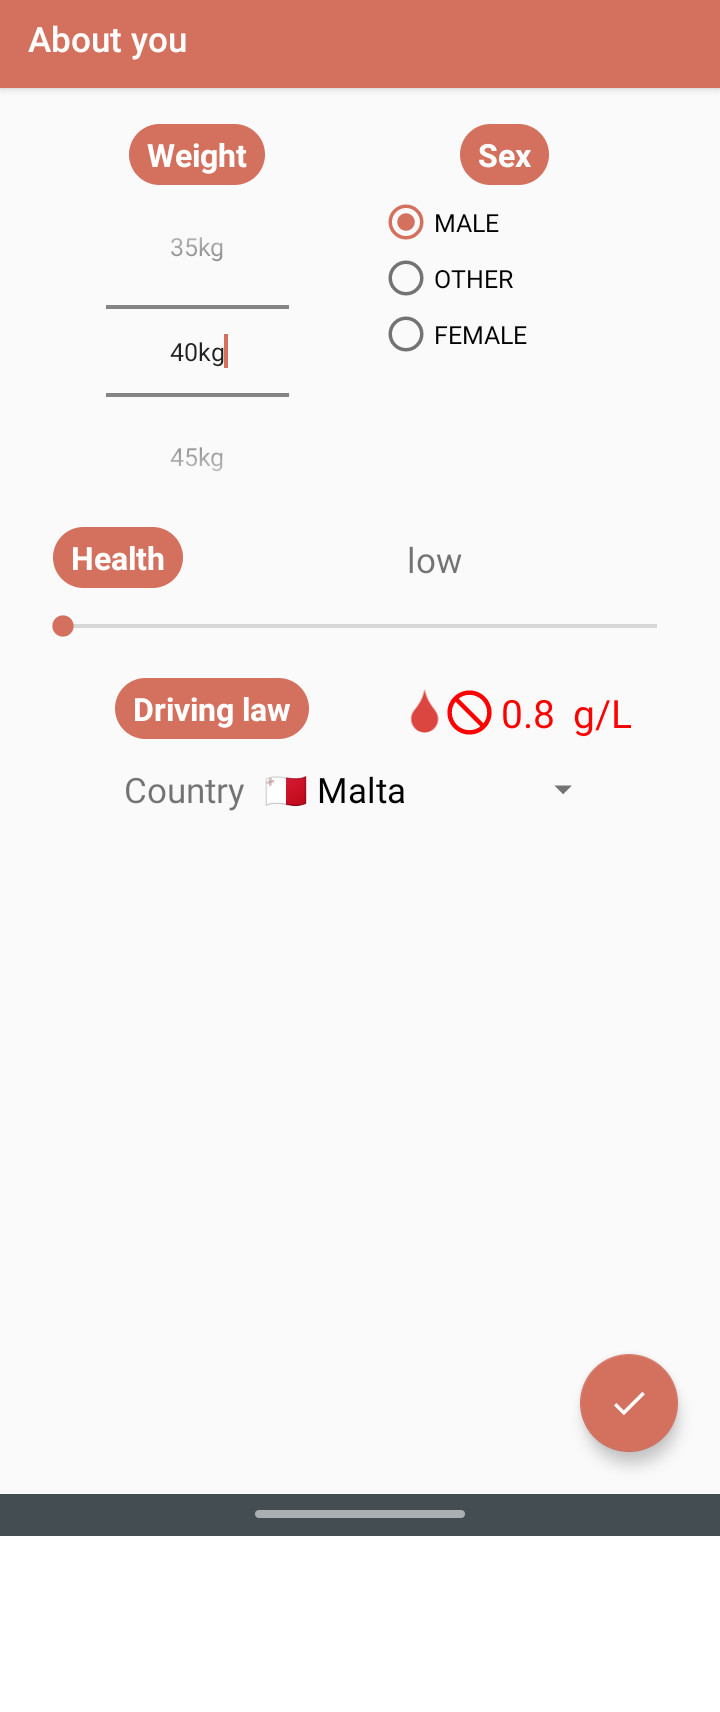 About you
Weight
Sex
35kg
40kg
45kg
MALE
OTHER
FEMALE
Health
low
Driving law
0.8 g/L
Country
Malta